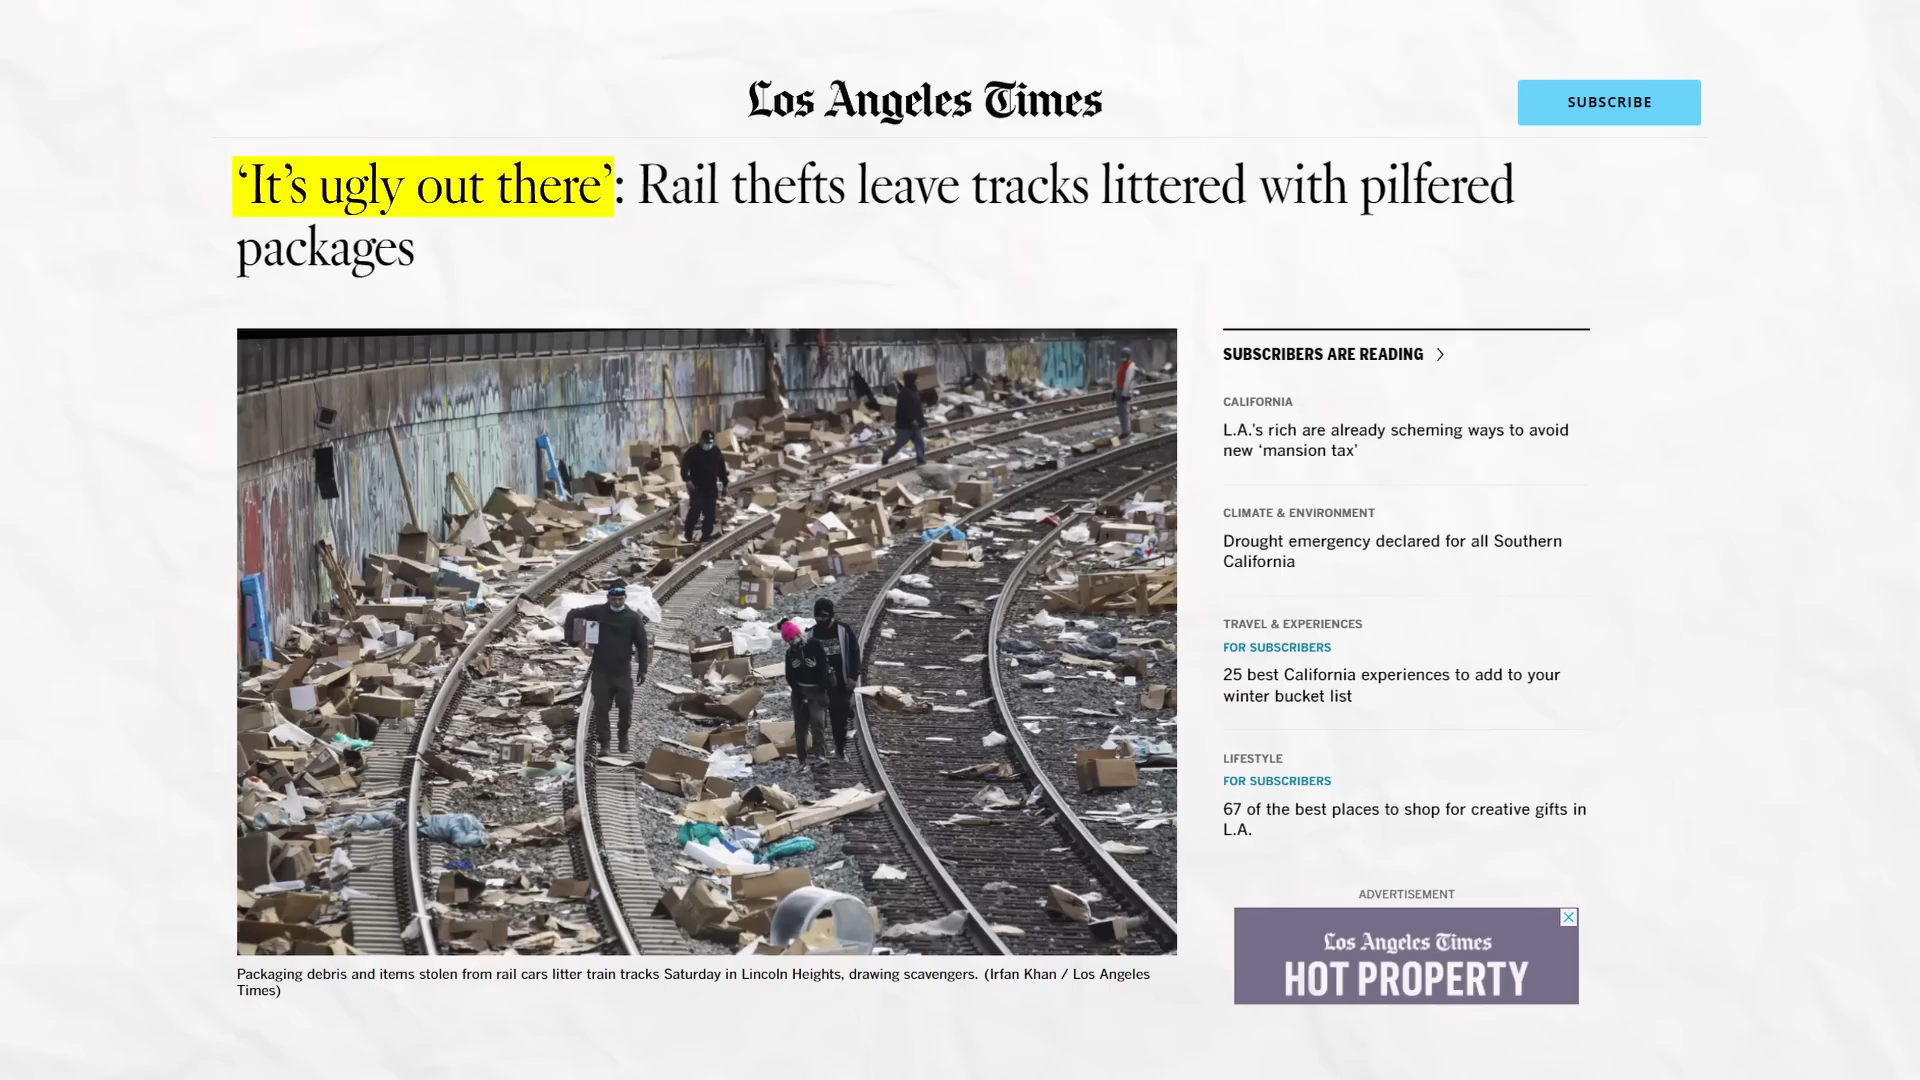 Los Angeles Times
SUBSCRIBE
‘It’s ugly out there’: Rail thefts leave tracks littered with pilfered
packages
SUBSCRIBERS ARE READING
CALIFORNIA
L.A.’s rich are already scheming ways to avoid
new ‘mansion tax’
CLIMATE & ENVIRONMENT
Drought emergency declared for all Southern
California
TRAVEL & EXPERIENCES
FOR SUBSCRIBERS
25 best California experiences to add to your
winter bucket list
LIFESTYLE
FOR SUBSCRIBERS
67 of the best places to shop for creative gifts in
L.A.
ADVERTISEMENT
Los Angeles Times
HOT PROPERTY
Packaging debris and items stolen from rail cars litter train tracks Saturday in Lincoln Heights, drawing scavengers. (Irfan Khan / Los Angeles
Times)